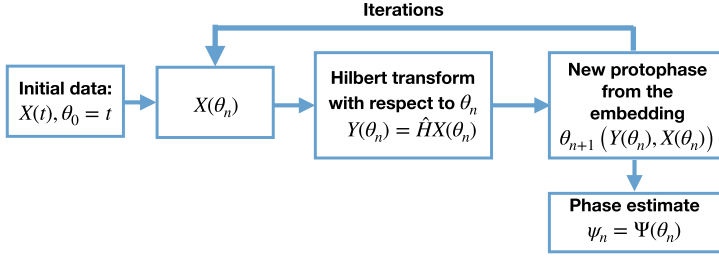 Iterations
Initial data:
X(t), θ₀ = t
X(θₙ)
Hilbert transform
with respect to θₙ
Y(θₙ) = ĤX(θₙ)
New protophase
from the
embedding
θₙ₊₁ (Y(θₙ), X(θₙ))
Phase estimate
ψₙ = Ψ(θₙ)